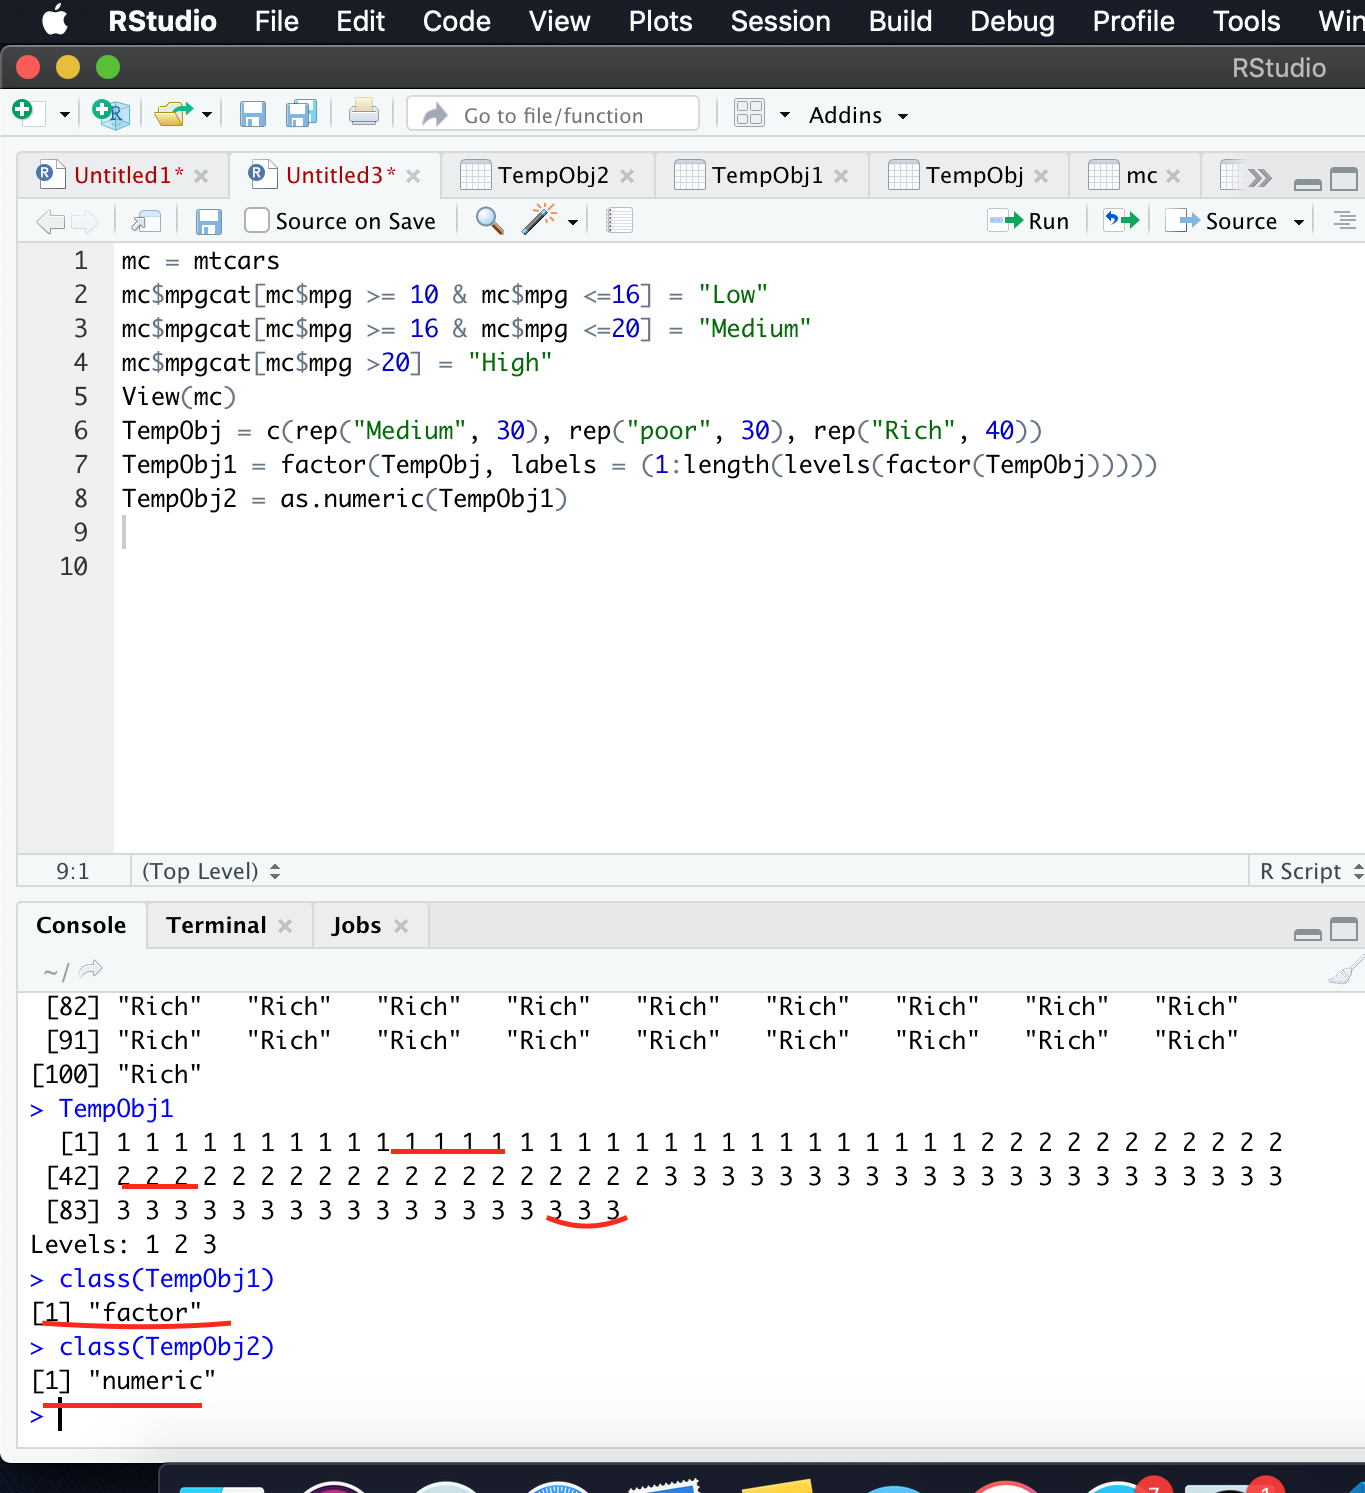 RStudio File Edit Code View Plots Session Build Debug Profile Tools
RStudio
Go to file/function Addins
Untitled1* Untitled3* TempObj2 TempObj1 TempObj mc
Source on Save Run Source
1 mc = mtcars
2 mc$mpgcat[mc$mpg >= 10 & mc$mpg <=16] = "Low"
3 mc$mpgcat[mc$mpg >= 16 & mc$mpg <=20] = "Medium"
4 mc$mpgcat[mc$mpg >20] = "High"
5 View(mc)
6 TempObj = c(rep("Medium", 30), rep("poor", 30), rep("Rich", 40))
7 TempObj1 = factor(TempObj, labels = (1:length(levels(factor(TempObj)))))
8 TempObj2 = as.numeric(TempObj1)
9
10
9:1 (Top Level) R Script
Console Terminal Jobs
~/
[82] "Rich" "Rich" "Rich" "Rich" "Rich" "Rich" "Rich" "Rich" "Rich"
[91] "Rich" "Rich" "Rich" "Rich" "Rich" "Rich" "Rich" "Rich" "Rich"
[100] "Rich"
> TempObj1
[1] 1 1 1 1 1 1 1 1 1 1 1 1 1 1 1 1 1 1 1 1 1 1 1 1 1 1 1 1 1 1 2 2 2 2 2 2 2 2 2 2 2
[42] 2 2 2 2 2 2 2 2 2 2 2 2 2 2 2 2 2 2 2 3 3 3 3 3 3 3 3 3 3 3 3 3 3 3 3 3 3 3 3 3 3
[83] 3 3 3 3 3 3 3 3 3 3 3 3 3 3 3 3 3 3
Levels: 1 2 3
> class(TempObj1)
[1] "factor"
> class(TempObj2)
[1] "numeric"
>
7 1